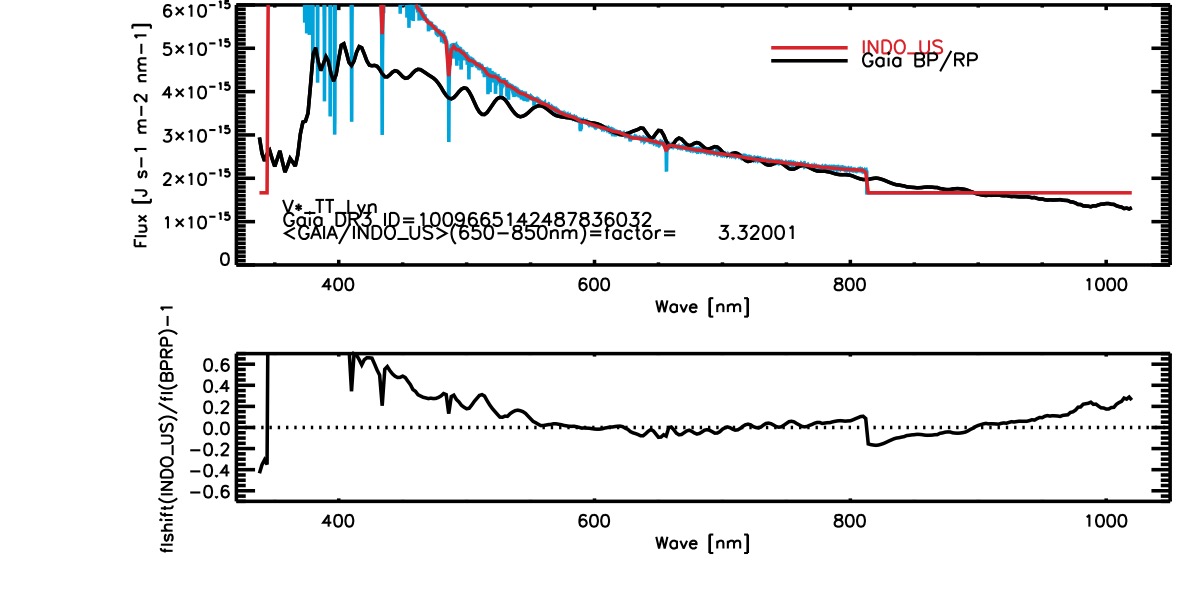 6×10⁻¹⁵
5×10⁻¹⁵
4×10⁻¹⁵
3×10⁻¹⁵
2×10⁻¹⁵
1×10⁻¹⁵
0
Flux [J s−1 m−2 nm−1]
INDO_US
Gaia BP/RP
V*_TT_Lyn
Gaia DR3 ID=1009665142487836032
<GAIA/INDO_US>(650−850nm)=factor= 3.32001
400 600 800 1000
Wave [nm]
flshift(INDO_US)/fl(BPRP)−1
0.6
0.4
0.2
0.0
−0.2
−0.4
−0.6
400 600 800 1000
Wave [nm]